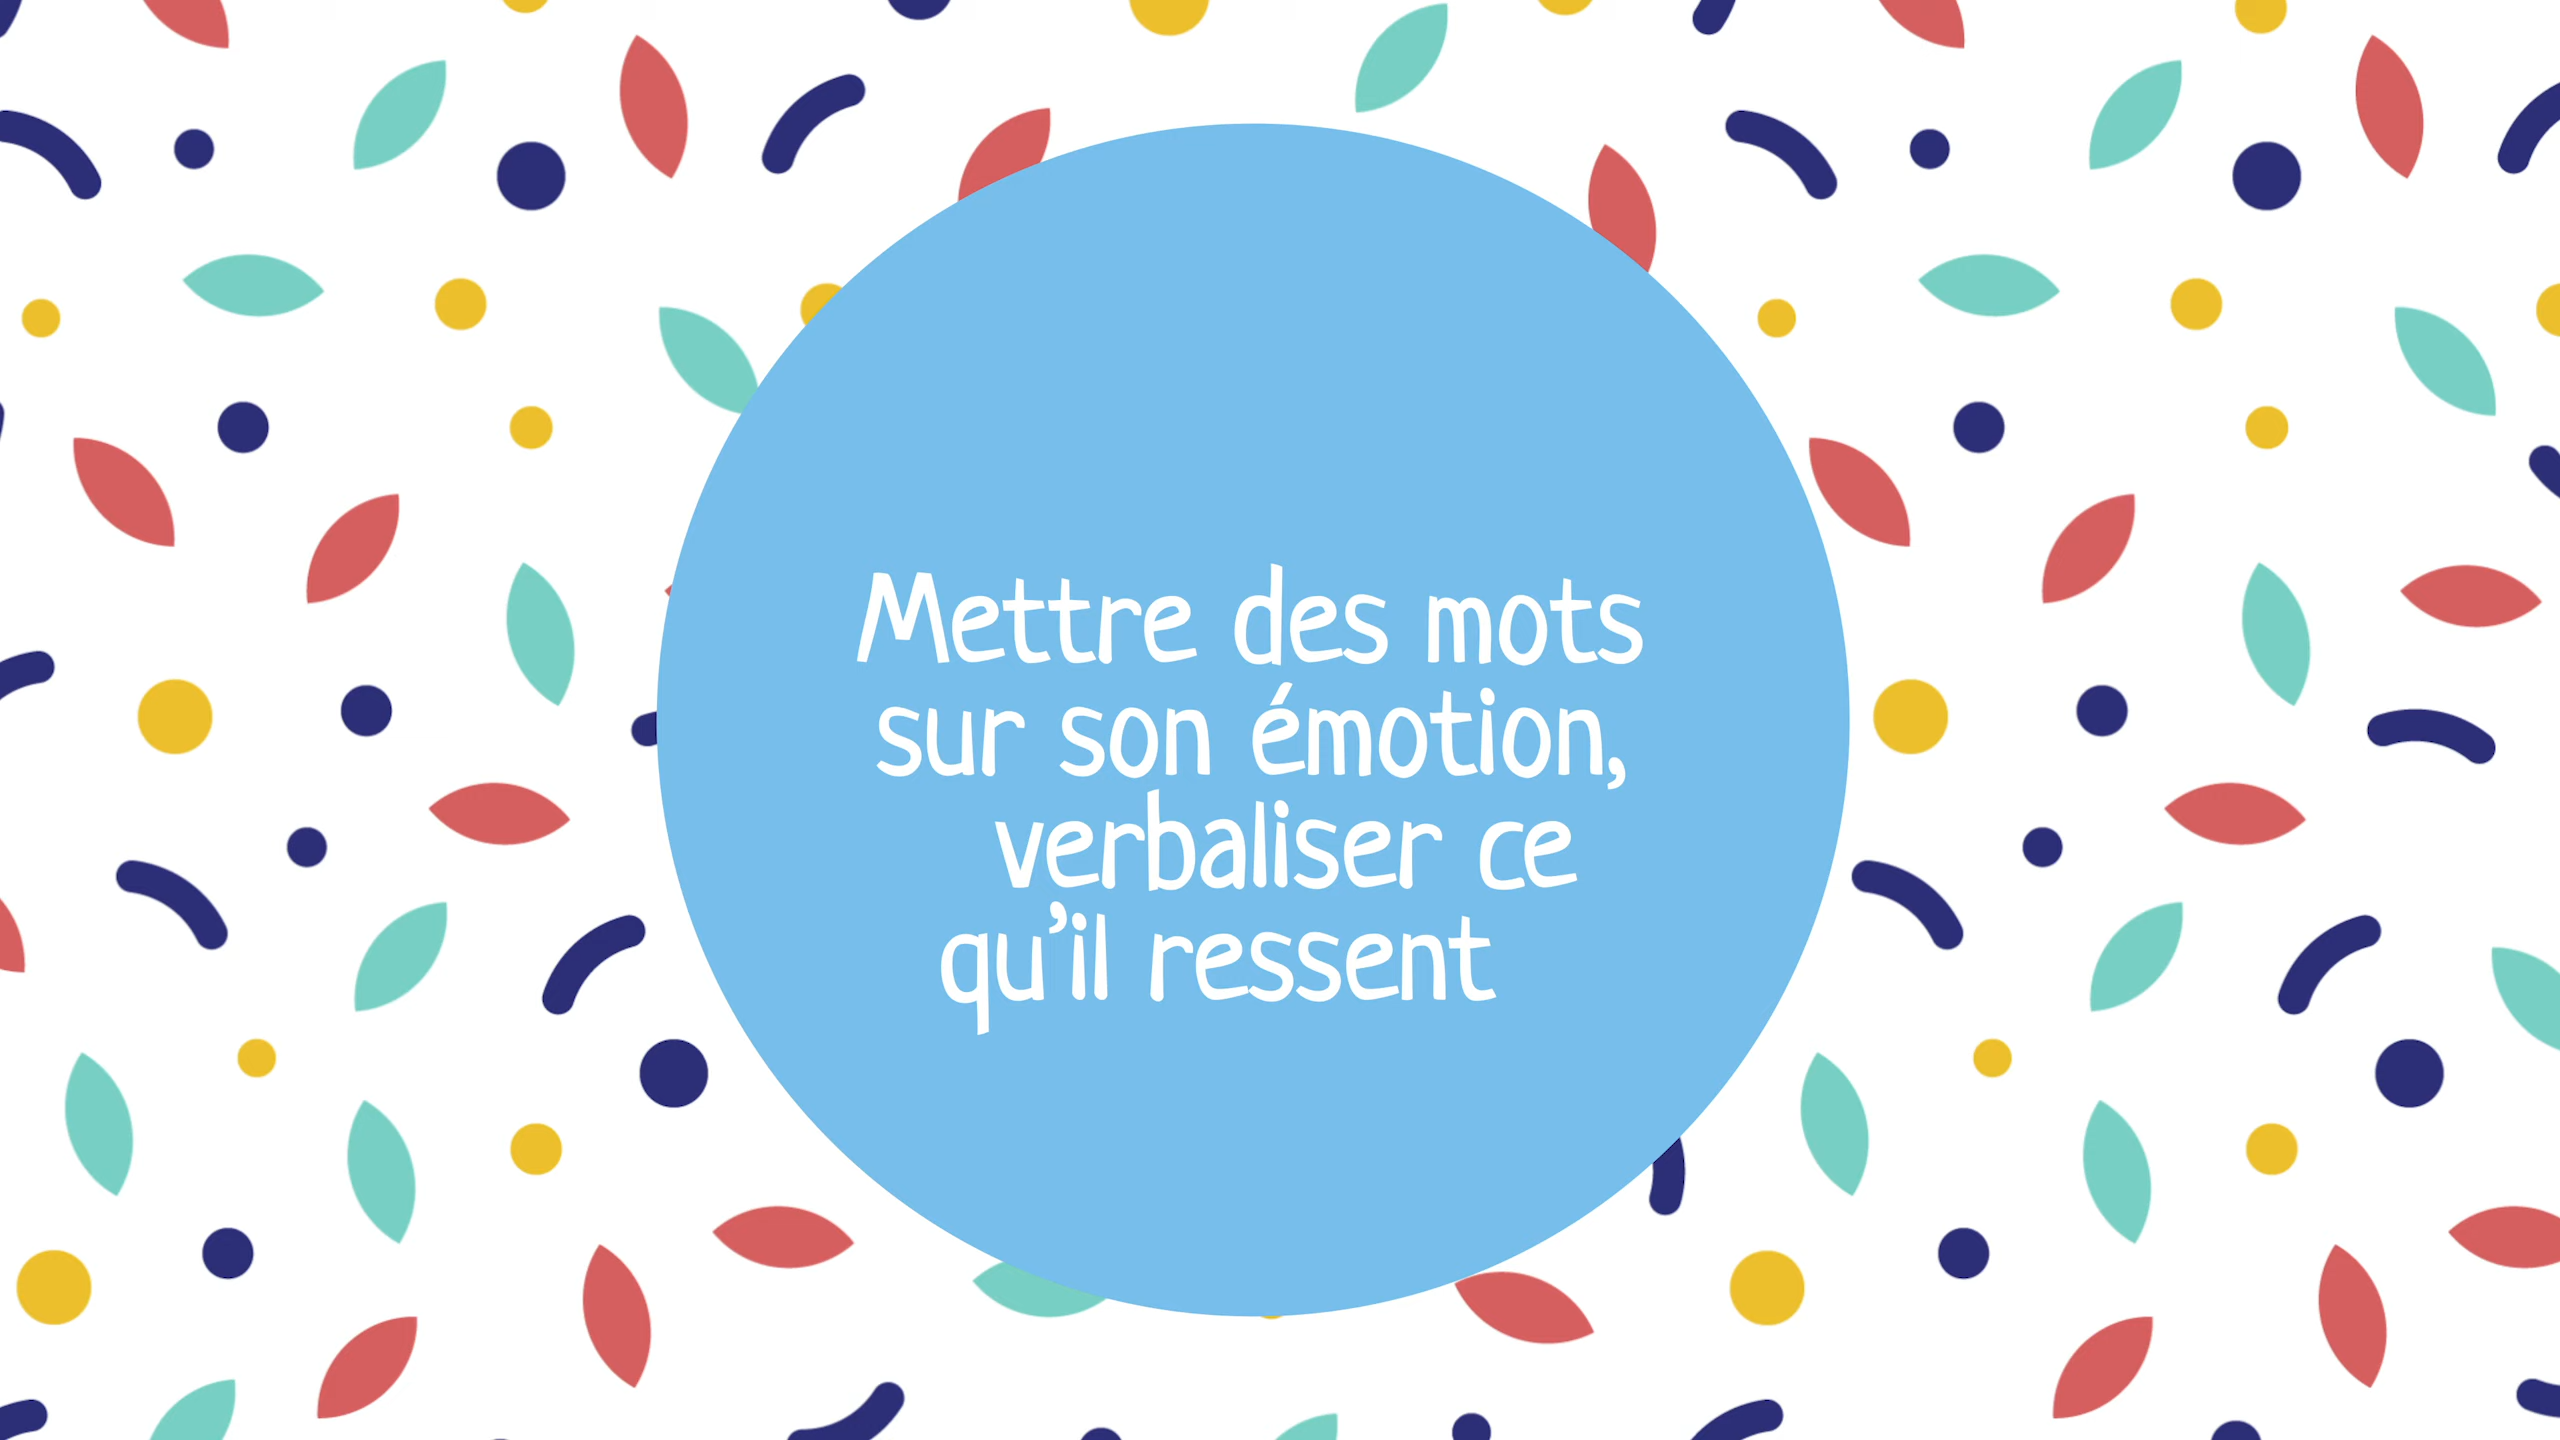 Mettre des mots
sur son émotion,
verbaliser ce
qu’il ressent